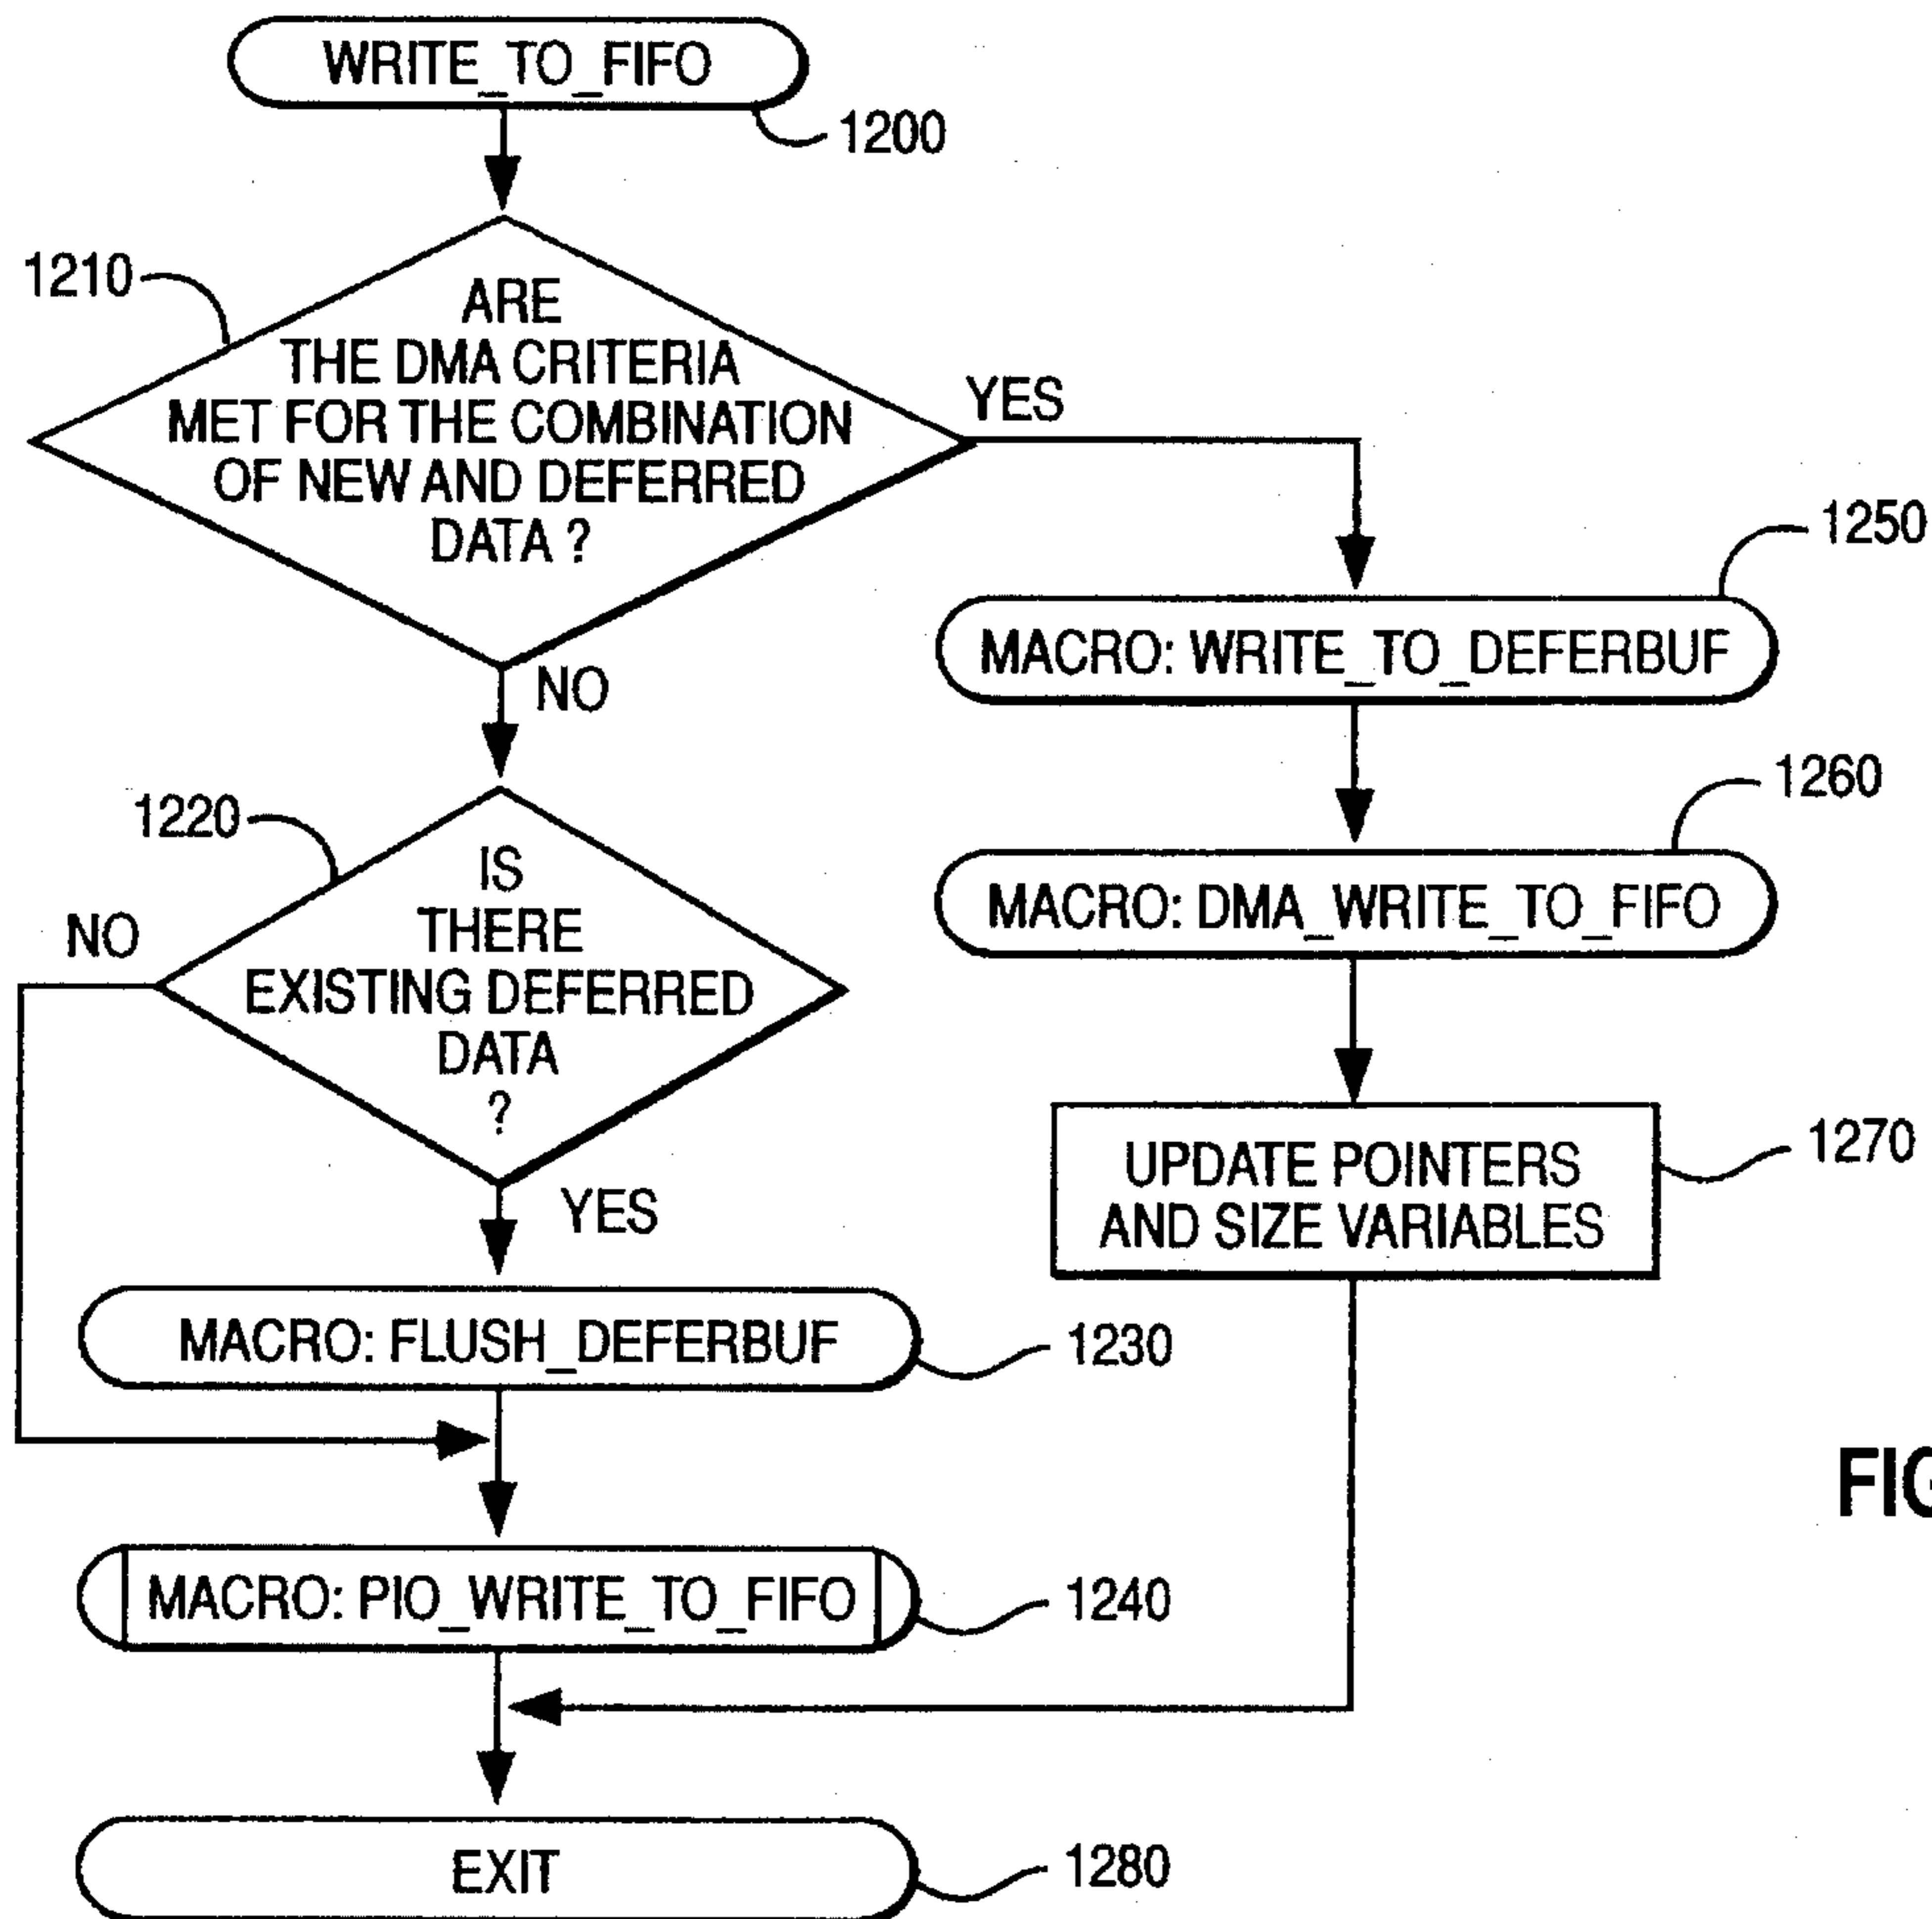 WRITE_TO_FIFO
1200
1210
ARE
THE DMA CRITERIA
MET FOR THE COMBINATION
OF NEW AND DEFERRED
DATA ?
YES
NO
1250
MACRO: WRITE_TO_DEFERBUF
1260
MACRO: DMA_WRITE_TO_FIFO
1270
UPDATE POINTERS
AND SIZE VARIABLES
1220
IS
THERE
EXISTING DEFERRED
DATA
?
NO
YES
MACRO: FLUSH_DEFERBUF
1230
MACRO: PIO_WRITE_TO_FIFO
1240
EXIT
1280